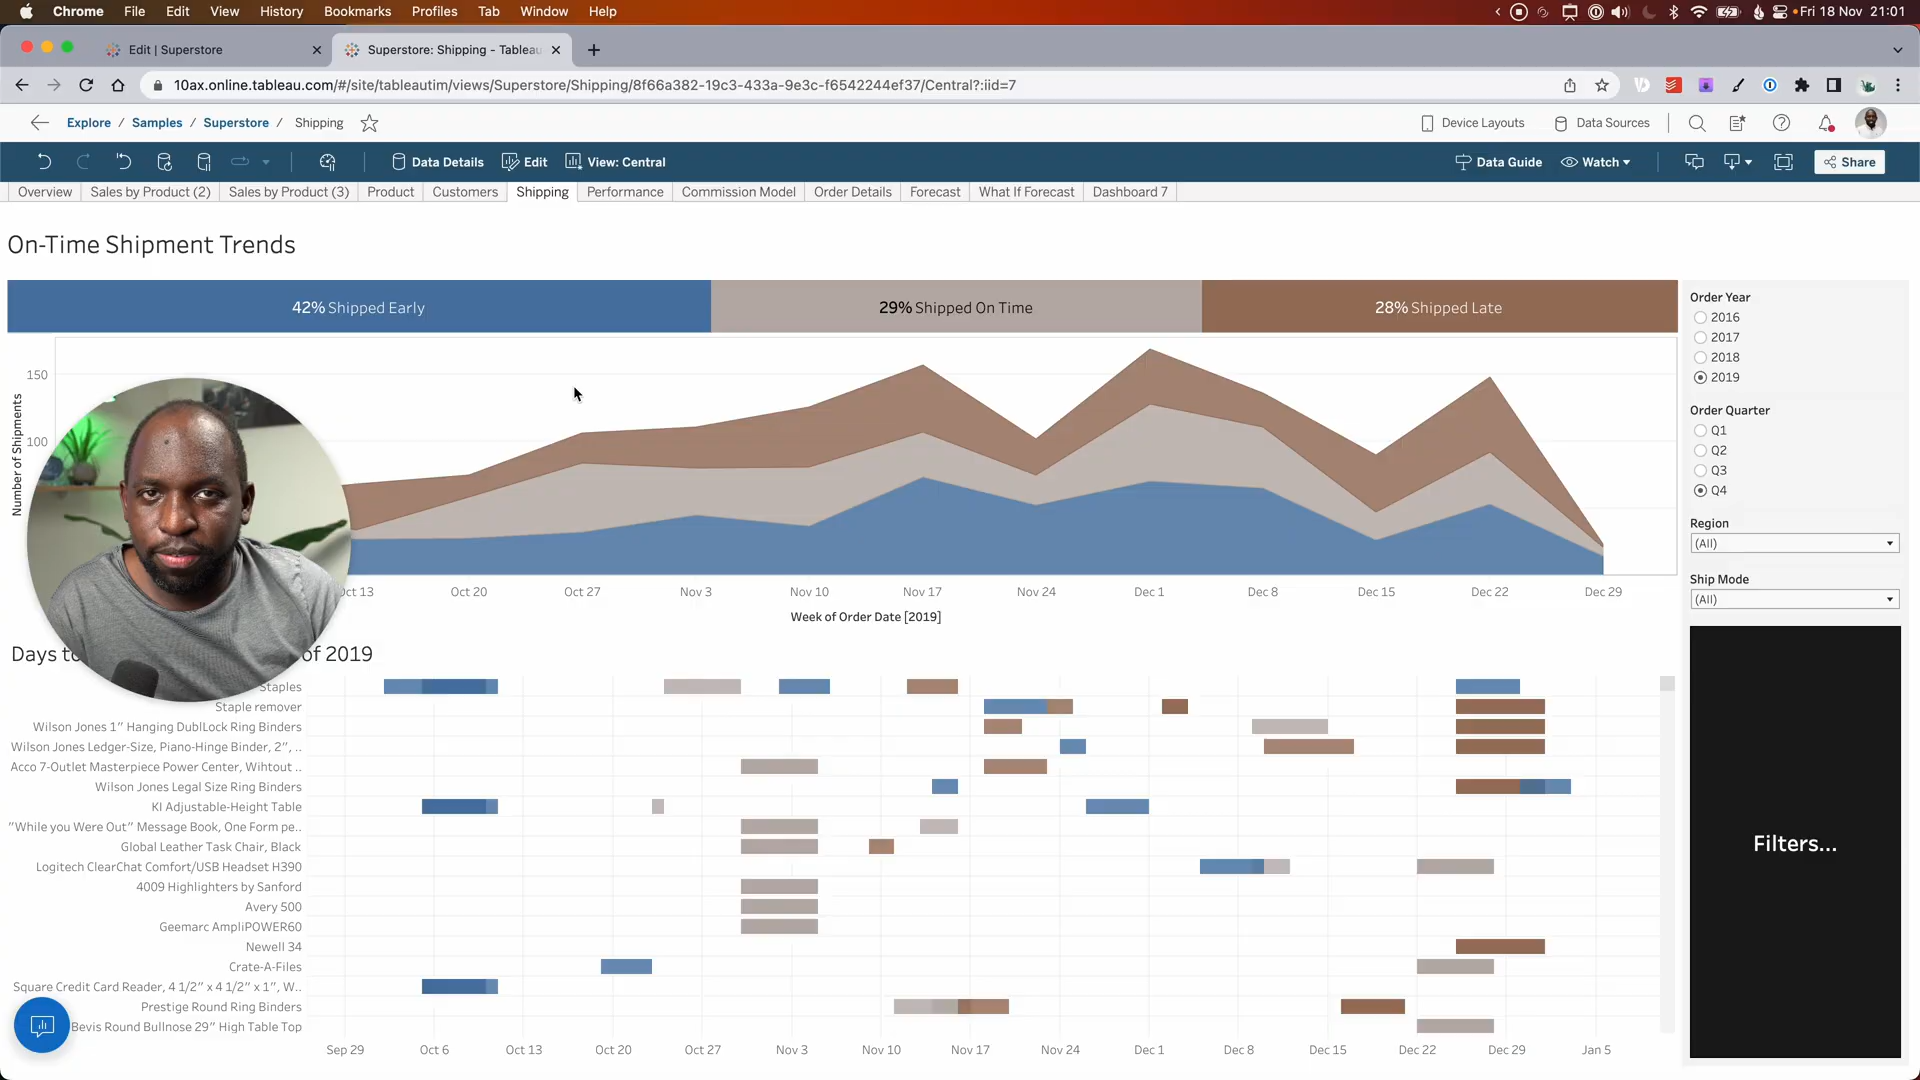 Chrome File Edit View History Bookmarks Profiles Tab Window Help
Fri 18 Nov 21:01
Edit | Superstore
Superstore: Shipping - Tableau
10ax.online.tableau.com/#/site/tableautim/views/Superstore/Shipping/8f66a382-19c3-433a-9e3c-f6542244ef37/Central?:iid=7
Explore / Samples / Superstore / Shipping
Device Layouts
Data Sources
Data Details
Edit
View: Central
Data Guide
Watch
Share
Overview
Sales by Product (2)
Sales by Product (3)
Product
Customers
Shipping
Performance
Commission Model
Order Details
Forecast
What If Forecast
Dashboard 7
On-Time Shipment Trends
42% Shipped Early
29% Shipped On Time
28% Shipped Late
Number of Shipments
150
100
Oct 13
Oct 20
Oct 27
Nov 3
Nov 10
Nov 17
Nov 24
Dec 1
Dec 8
Dec 15
Dec 22
Dec 29
Week of Order Date [2019]
Order Year
2016
2017
2018
2019
Order Quarter
Q1
Q2
Q3
Q4
Region
(All)
Ship Mode
(All)
Filters...
Days to of 2019
Staples
Staple remover
Wilson Jones 1” Hanging DublLock Ring Binders
Wilson Jones Ledger-Size, Piano-Hinge Binder, 2”, ..
Acco 7-Outlet Masterpiece Power Center, Wihtout ..
Wilson Jones Legal Size Ring Binders
KI Adjustable-Height Table
“While you Were Out” Message Book, One Form pe..
Global Leather Task Chair, Black
Logitech ClearChat Comfort/USB Headset H390
4009 Highlighters by Sanford
Avery 500
Geemarc AmpliPOWER60
Newell 34
Crate-A-Files
Square Credit Card Reader, 4 1/2” x 4 1/2” x 1”, W..
Prestige Round Ring Binders
Bevis Round Bullnose 29” High Table Top
Sep 29
Oct 6
Oct 13
Oct 20
Oct 27
Nov 3
Nov 10
Nov 17
Nov 24
Dec 1
Dec 8
Dec 15
Dec 22
Dec 29
Jan 5